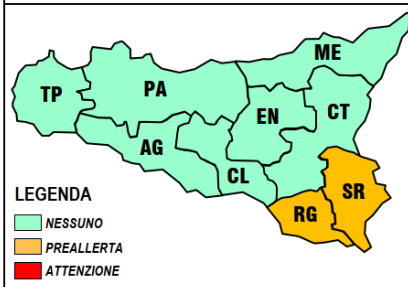 ME
TP
PA
EN
CT
AG
CL
SR
RG
LEGENDA
NESSUNO
PREALLERTA
ATTENZIONE